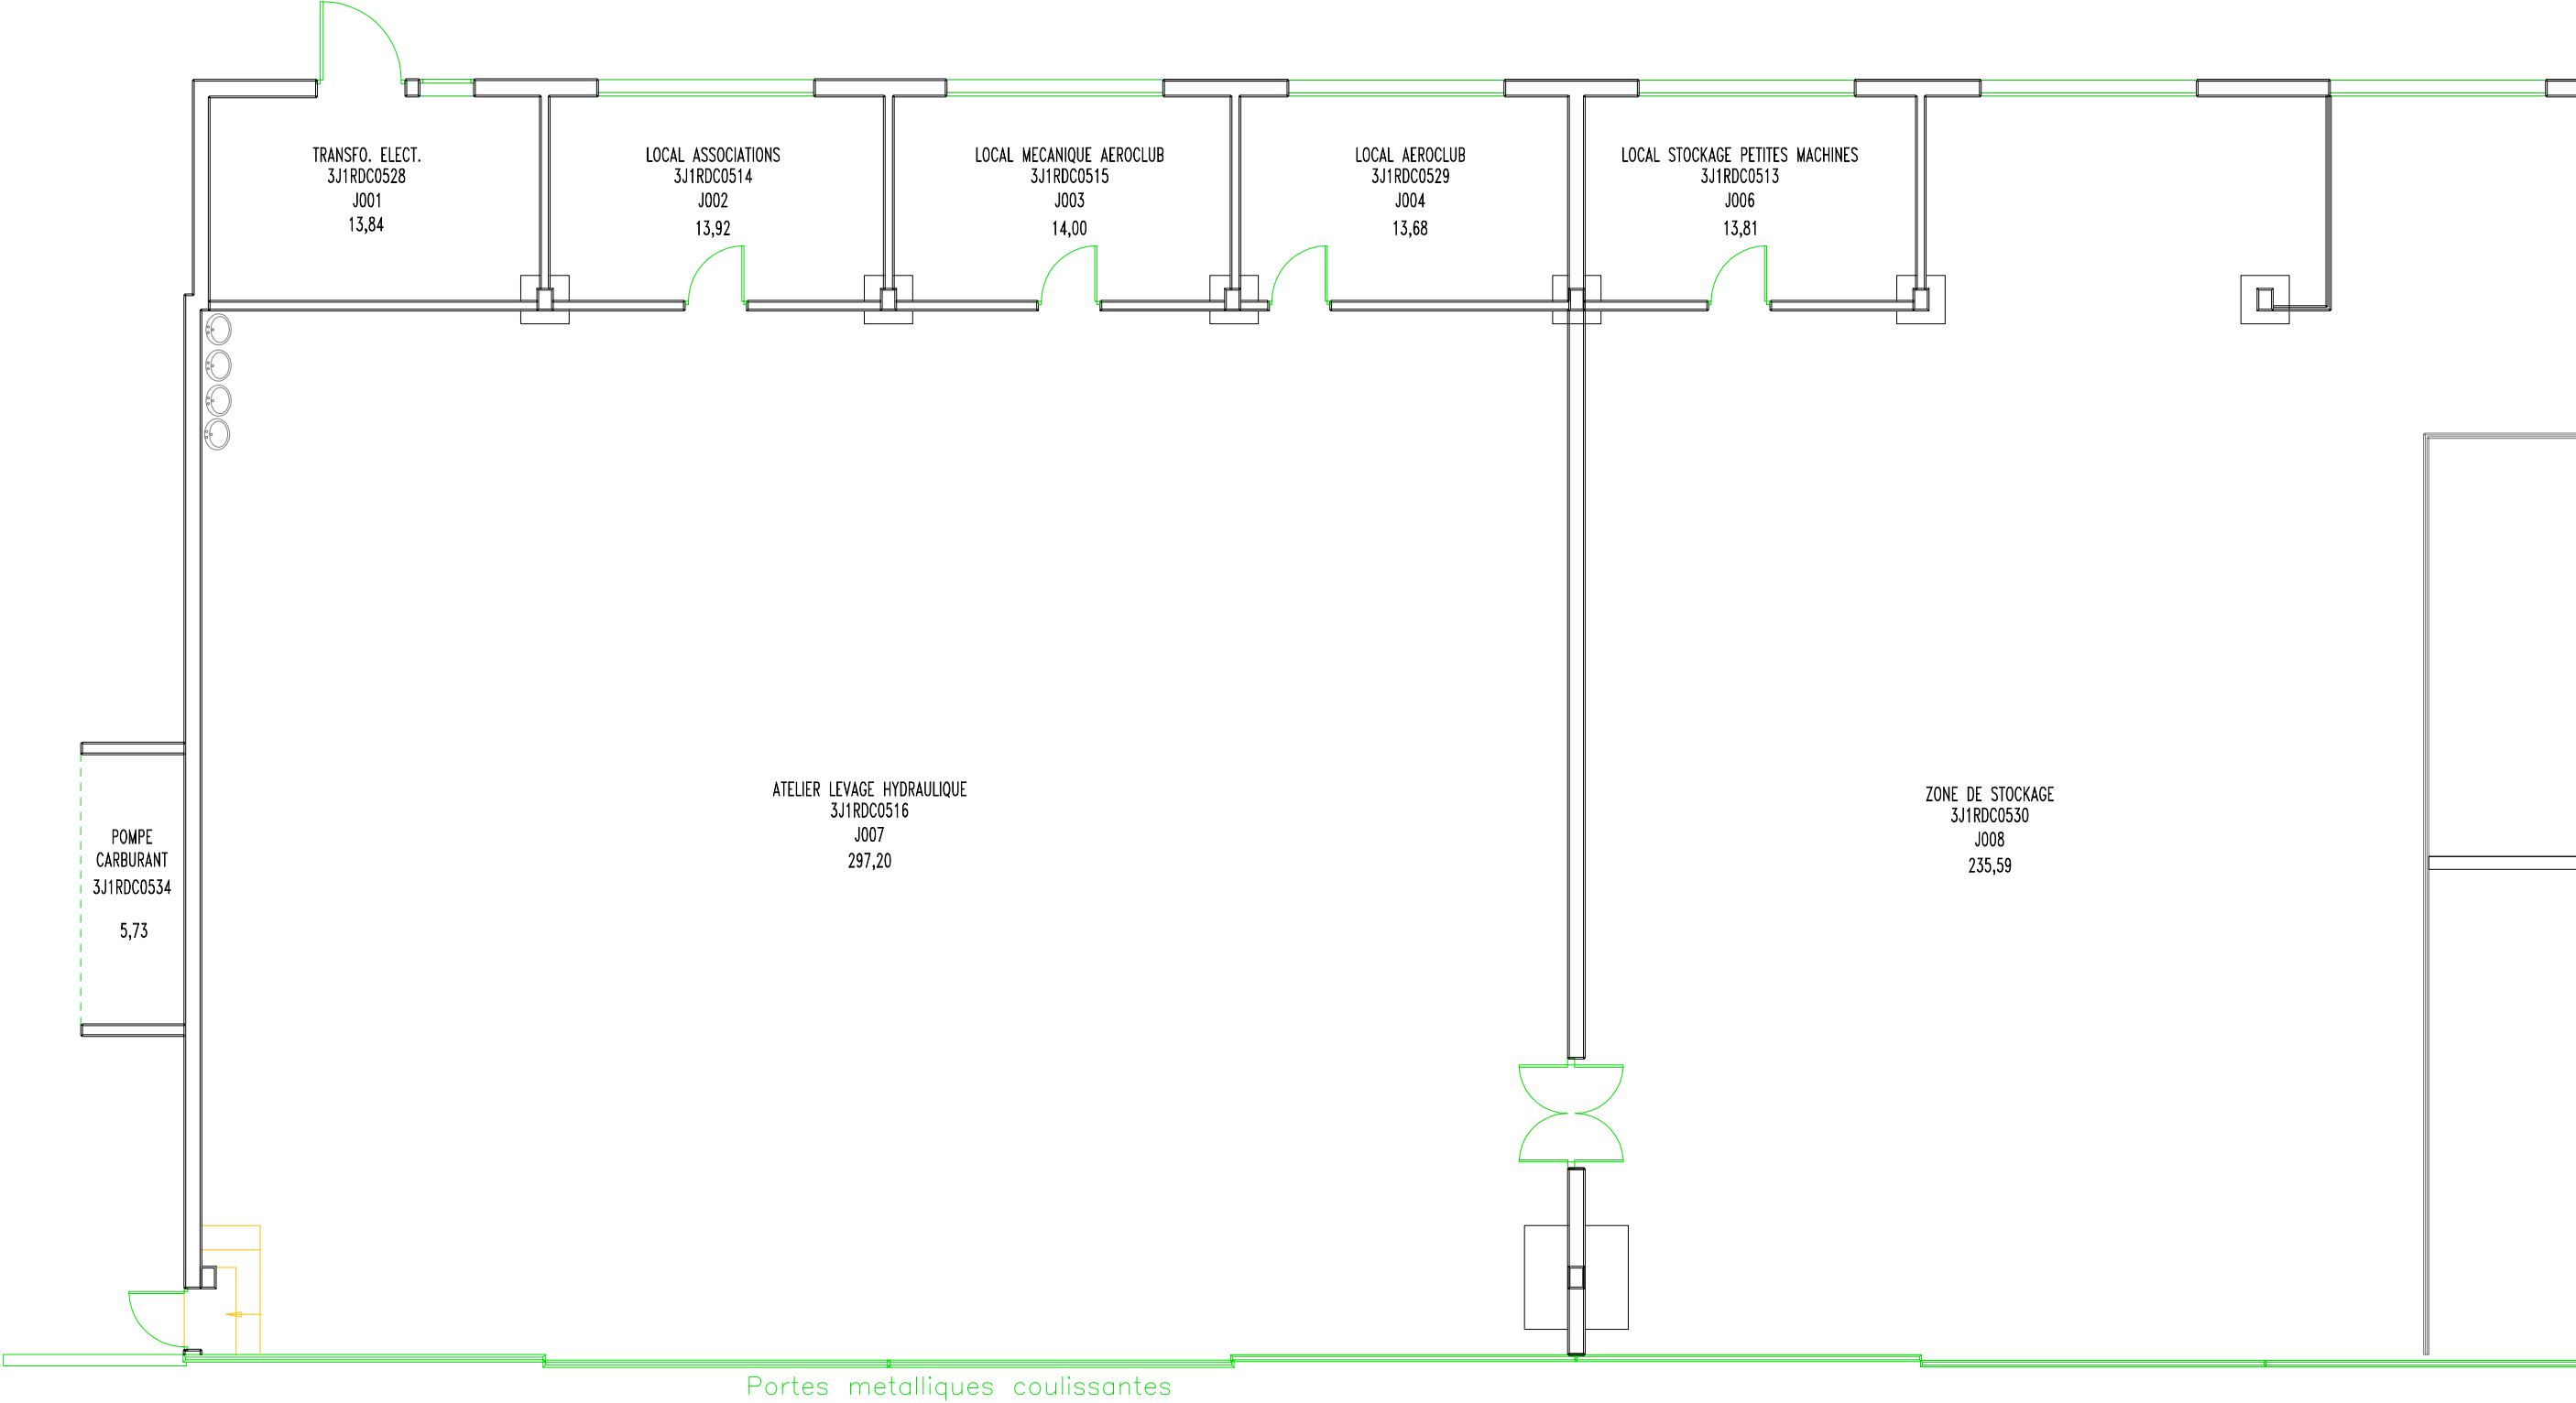 TRANSFO. ELECT.
3J1RDC0528
J001
13,84
LOCAL ASSOCIATIONS
3J1RDC0514
J002
13,92
LOCAL MECANIQUE AEROCLUB
3J1RDC0515
J003
14,00
LOCAL AEROCLUB
3J1RDC0529
J004
13,68
LOCAL STOCKAGE PETITES MACHINES
3J1RDC0513
J006
13,81
POMPE
CARBURANT
3J1RDC0534
5,73
ATELIER LEVAGE HYDRAULIQUE
3J1RDC0516
J007
297,20
ZONE DE STOCKAGE
3J1RDC0530
J008
235,59
Portes metalliques coulissantes